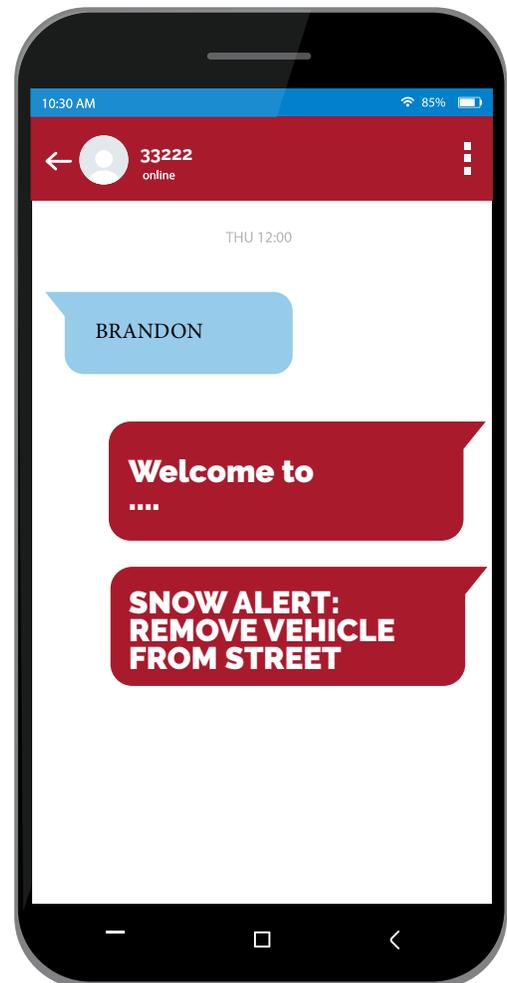 10:30 AM 85%
33222
online
THU 12:00
BRANDON
Welcome to
....
SNOW ALERT:
REMOVE VEHICLE
FROM STREET